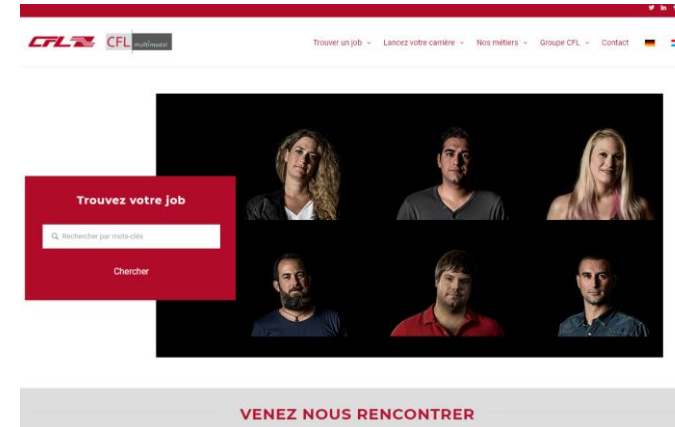 CFL CFL multimodal
Trouver un job Lancez votre carrière Nos métiers Groupe CFL Contact
Trouvez votre job
Rechercher par mots-clés
Chercher
VENEZ NOUS RENCONTRER